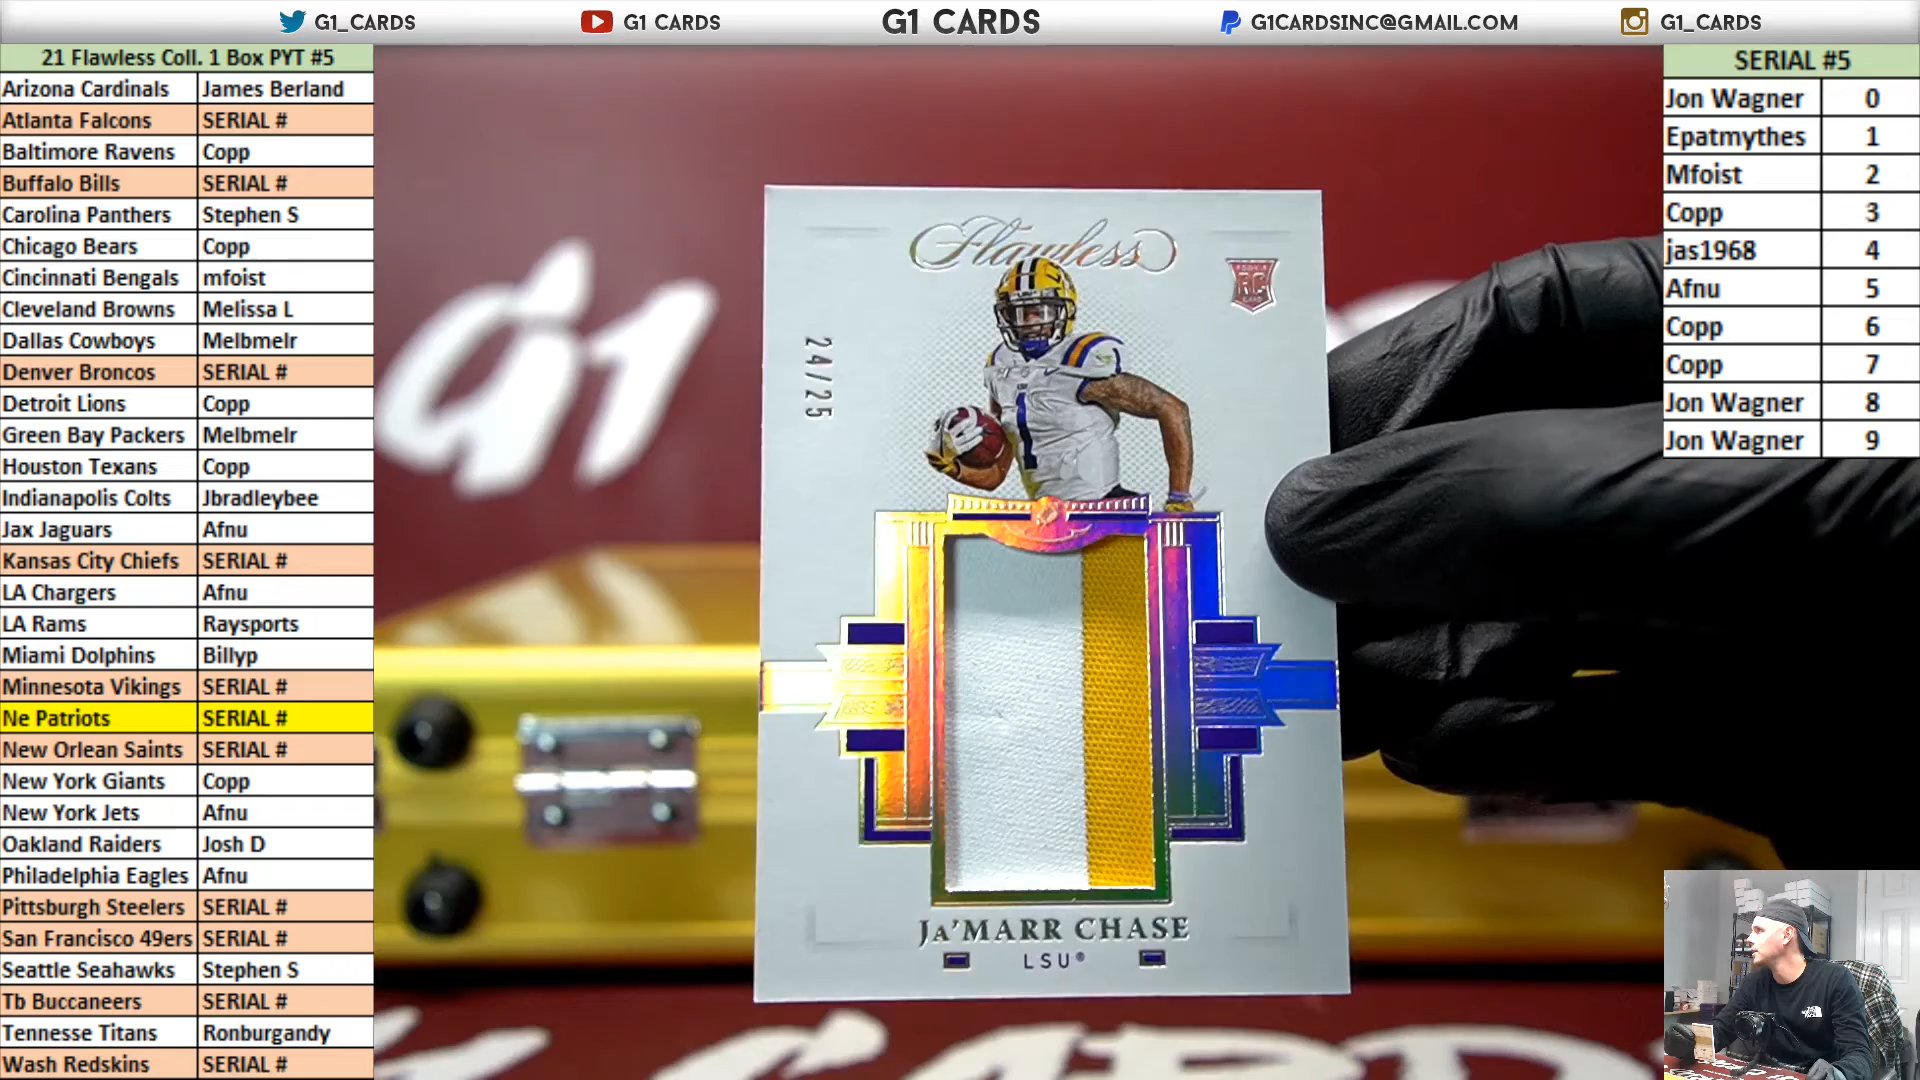 G1_CARDS
G1 CARDS
G1 CARDS
G1CARDSINC@GMAIL.COM
G1_CARDS
21 Flawless Coll. 1 Box PYT #5
Arizona Cardinals James Berland
Atlanta Falcons SERIAL #
Baltimore Ravens Copp
Buffalo Bills SERIAL #
Carolina Panthers Stephen S
Chicago Bears Copp
Cincinnati Bengals mfoist
Cleveland Browns Melissa L
Dallas Cowboys Melbmelr
Denver Broncos SERIAL #
Detroit Lions Copp
Green Bay Packers Melbmelr
Houston Texans Copp
Indianapolis Colts Jbradleybee
Jax Jaguars Afnu
Kansas City Chiefs SERIAL #
LA Chargers Afnu
LA Rams Raysports
Miami Dolphins Billyp
Minnesota Vikings SERIAL #
Ne Patriots SERIAL #
New Orlean Saints SERIAL #
New York Giants Copp
New York Jets Afnu
Oakland Raiders Josh D
Philadelphia Eagles Afnu
Pittsburgh Steelers SERIAL #
San Francisco 49ers SERIAL #
Seattle Seahawks Stephen S
Tb Buccaneers SERIAL #
Tennesse Titans Ronburgandy
Wash Redskins SERIAL #
G1
Flawless
RC
24/25
1
JA'MARR CHASE
LSU®
SERIAL #5
Jon Wagner 0
Epatmythes 1
Mfoist 2
Copp 3
jas1968 4
Afnu 5
Copp 6
Copp 7
Jon Wagner 8
Jon Wagner 9